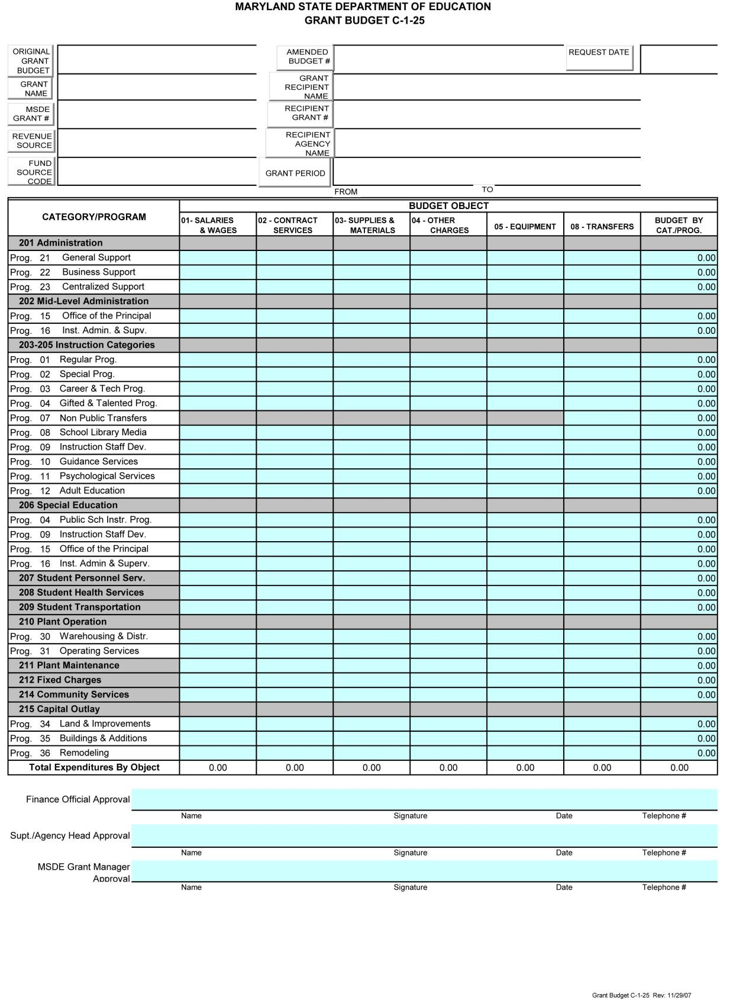 MARYLAND STATE DEPARTMENT OF EDUCATION
GRANT BUDGET C-1-25
ORIGINAL
GRANT
BUDGET
AMENDED
BUDGET #
REQUEST DATE
GRANT
NAME
GRANT
RECIPIENT
NAME
MSDE
GRANT #
RECIPIENT
GRANT #
REVENUE
SOURCE
RECIPIENT
AGENCY
NAME
FUND
SOURCE
CODE
GRANT PERIOD
FROM
TO
CATEGORY/PROGRAM
BUDGET OBJECT
01- SALARIES
& WAGES
02 - CONTRACT
SERVICES
03- SUPPLIES &
MATERIALS
04 - OTHER
CHARGES
05 - EQUIPMENT
08 - TRANSFERS
BUDGET BY
CAT./PROG.
201 Administration
Prog. 21 General Support 0.00
Prog. 22 Business Support 0.00
Prog. 23 Centralized Support 0.00
202 Mid-Level Administration
Prog. 15 Office of the Principal 0.00
Prog. 16 Inst. Admin. & Supv. 0.00
203-205 Instruction Categories
Prog. 01 Regular Prog. 0.00
Prog. 02 Special Prog. 0.00
Prog. 03 Career & Tech Prog. 0.00
Prog. 04 Gifted & Talented Prog. 0.00
Prog. 07 Non Public Transfers 0.00
Prog. 08 School Library Media 0.00
Prog. 09 Instruction Staff Dev. 0.00
Prog. 10 Guidance Services 0.00
Prog. 11 Psychological Services 0.00
Prog. 12 Adult Education 0.00
206 Special Education
Prog. 04 Public Sch Instr. Prog. 0.00
Prog. 09 Instruction Staff Dev. 0.00
Prog. 15 Office of the Principal 0.00
Prog. 16 Inst. Admin & Superv. 0.00
207 Student Personnel Serv. 0.00
208 Student Health Services 0.00
209 Student Transportation 0.00
210 Plant Operation
Prog. 30 Warehousing & Distr. 0.00
Prog. 31 Operating Services 0.00
211 Plant Maintenance 0.00
212 Fixed Charges 0.00
214 Community Services 0.00
215 Capital Outlay
Prog. 34 Land & Improvements 0.00
Prog. 35 Buildings & Additions 0.00
Prog. 36 Remodeling 0.00
Total Expenditures By Object 0.00 0.00 0.00 0.00 0.00 0.00 0.00
Finance Official Approval
Name Signature Date Telephone #
Supt./Agency Head Approval
Name Signature Date Telephone #
MSDE Grant Manager
Approval
Name Signature Date Telephone #
Grant Budget C-1-25 Rev: 11/29/07